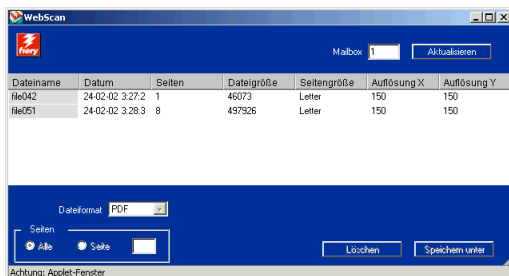 WebScan
fiery
Mailbox 1 Aktualisieren
Dateiname Datum Seiten Dateigröße Seitengröße Auflösung X Auflösung Y
file042 24-02-02 3:27:2 1 46073 Letter 150 150
file051 24-02-02 3:28:3 8 497926 Letter 150 150
Dateiformat PDF
Seiten
Alle Seite
Löschen Speichern unter
Achtung: Applet-Fenster